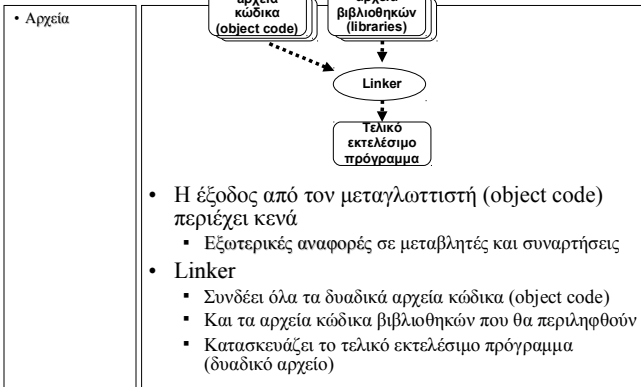 • Αρχεία
αρχεία
κώδικα
(object code)
αρχεία
βιβλιοθηκών
(libraries)
Linker
Τελικό
εκτελέσιμο
πρόγραμμα
• Η έξοδος από τον μεταγλωττιστή (object code)
περιέχει κενά
▪ Εξωτερικές αναφορές σε μεταβλητές και συναρτήσεις
• Linker
▪ Συνδέει όλα τα δυαδικά αρχεία κώδικα (object code)
▪ Και τα αρχεία κώδικα βιβλιοθηκών που θα περιληφθούν
▪ Κατασκευάζει το τελικό εκτελέσιμο πρόγραμμα
(δυαδικό αρχείο)